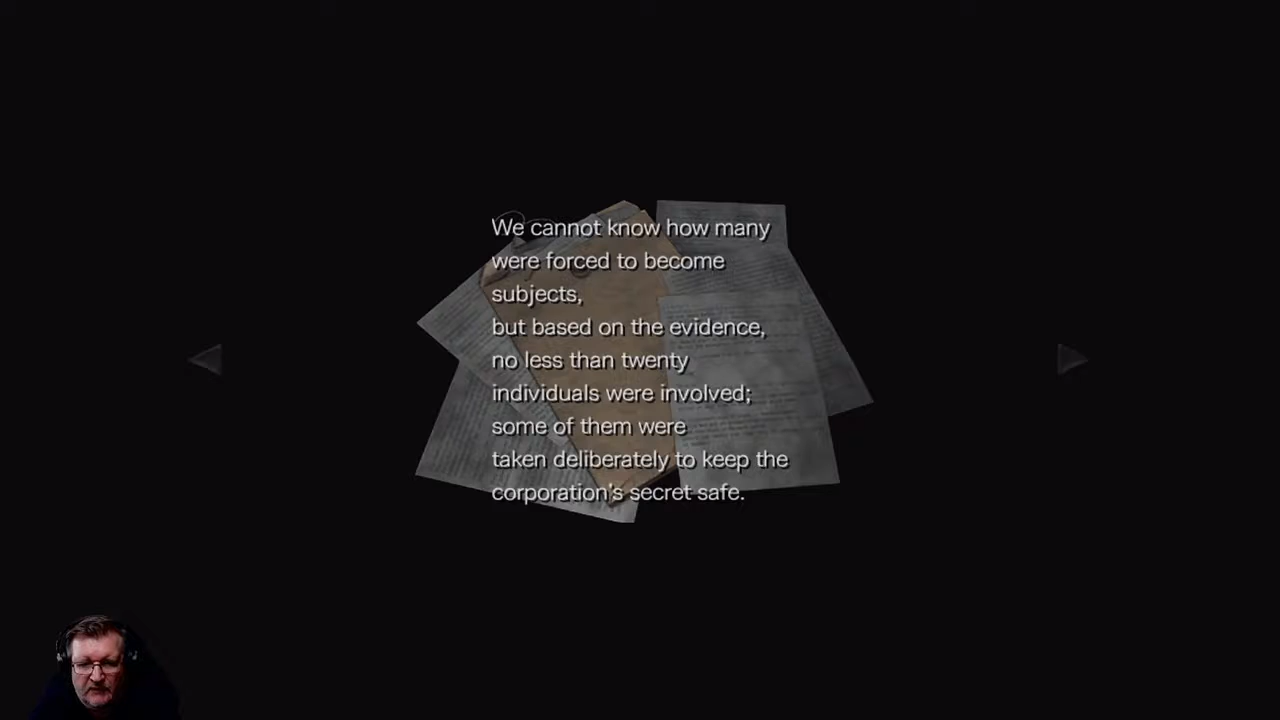 We cannot know how many
were forced to become
subjects,
but based on the evidence,
no less than twenty
individuals were involved;
some of them were
taken deliberately to keep the
corporation's secret safe.